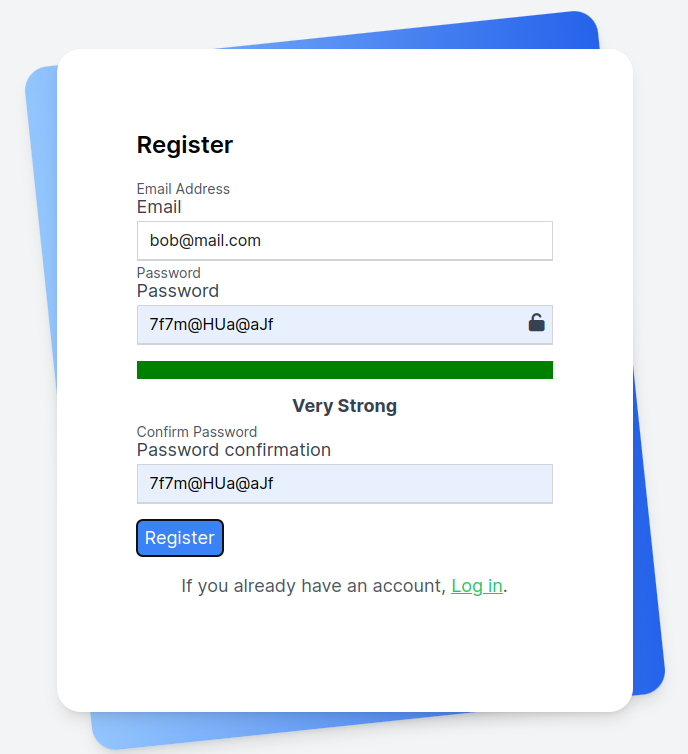 Register
Email Address
Email
bob@mail.com
Password
Password
7f7m@HUa@aJf
Very Strong
Confirm Password
Password confirmation
7f7m@HUa@aJf
Register
If you already have an account, Log in.